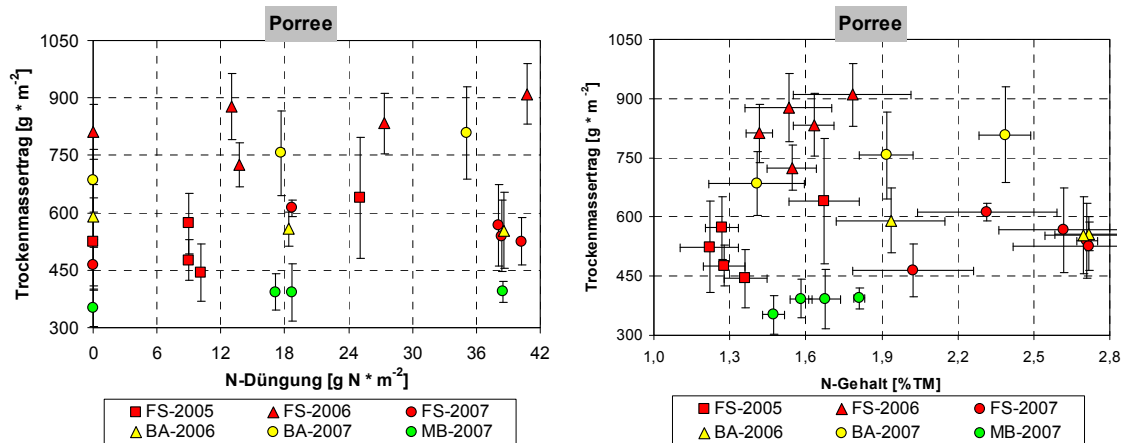 Porree
Trockenmassertrag [g * m-2]
1050
900
750
600
450
300
0 6 12 18 24 30 36 42
N-Düngung [g N * m-2]
FS-2005 FS-2006 FS-2007
BA-2006 BA-2007 MB-2007
Porree
Trockenmassertrag [g * m-2]
1050
900
750
600
450
300
1,0 1,3 1,6 1,9 2,2 2,5 2,8
N-Gehalt [%TM]
FS-2005 FS-2006 FS-2007
BA-2006 BA-2007 MB-2007